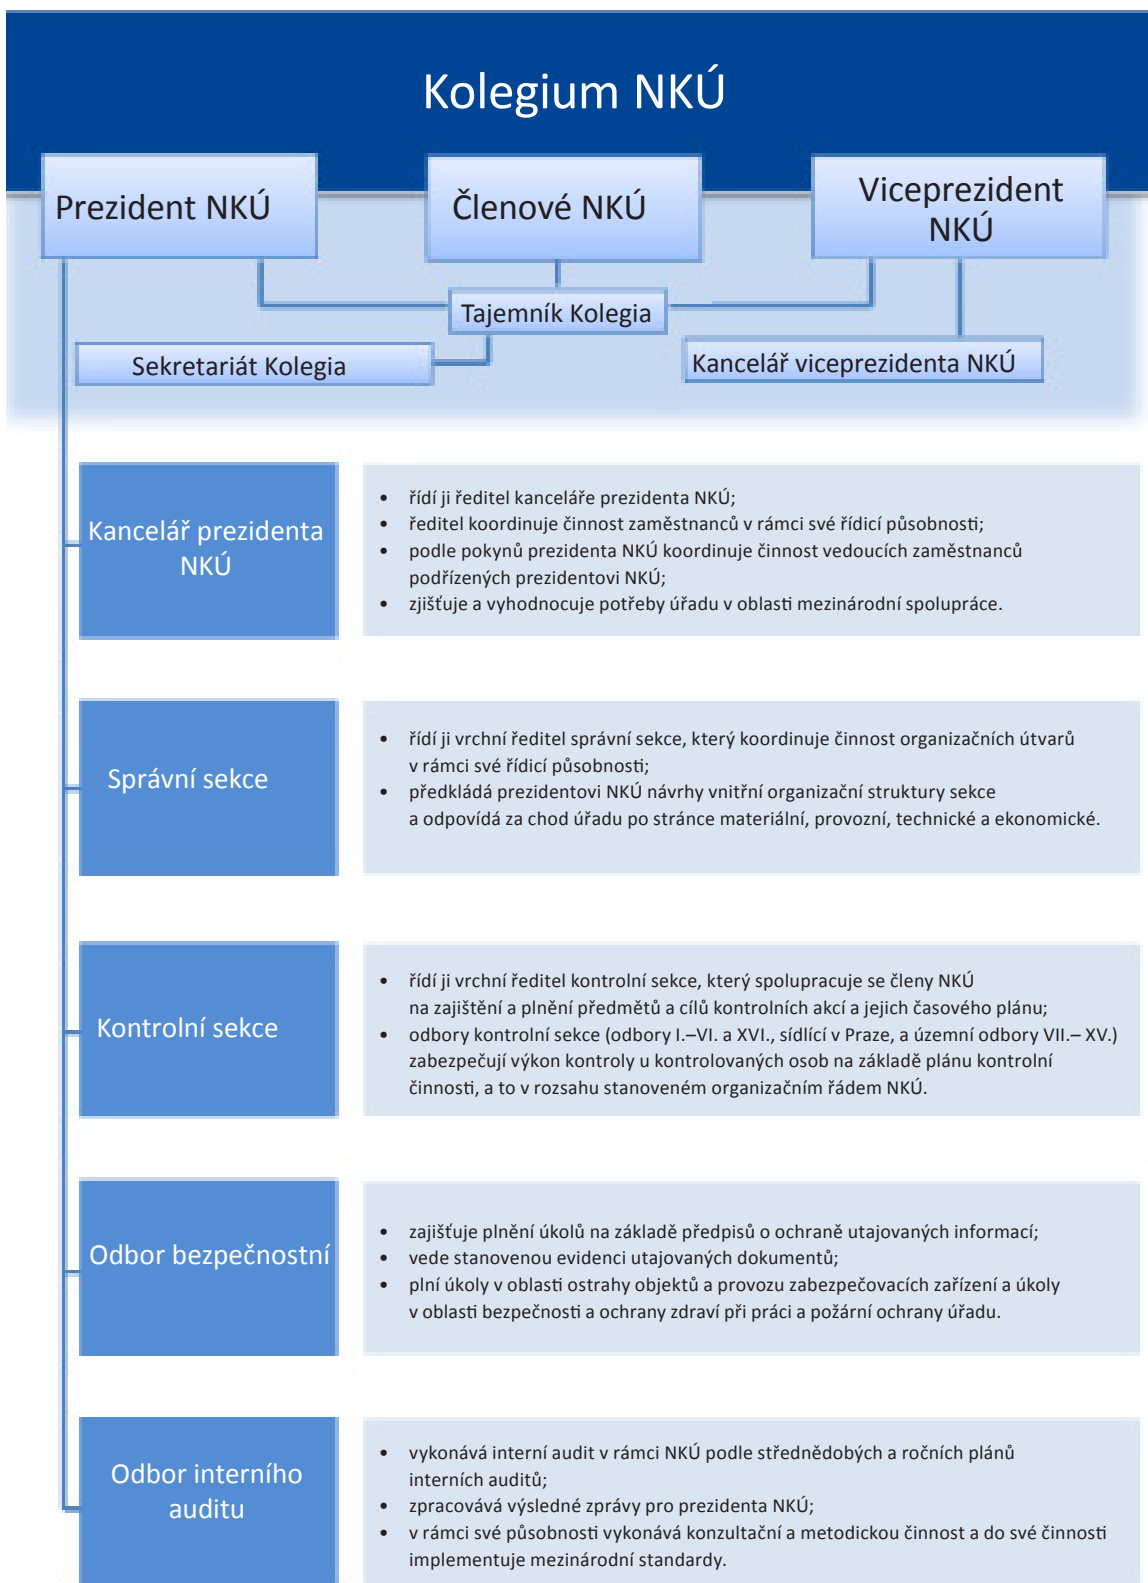 Kolegium NKÚ
Prezident NKÚ
Členové NKÚ
Viceprezident
NKÚ
Tajemník Kolegia
Sekretariát Kolegia
Kancelář viceprezidenta NKÚ
Kancelář prezidenta
NKÚ
• řídí ji ředitel kanceláře prezidenta NKÚ;
• ředitel koordinuje činnost zaměstnanců v rámci své řídicí působnosti;
• podle pokynů prezidenta NKÚ koordinuje činnost vedoucích zaměstnanců
podřízených prezidentovi NKÚ;
• zjišťuje a vyhodnocuje potřeby úřadu v oblasti mezinárodní spolupráce.
Správní sekce
• řídí ji vrchní ředitel správní sekce, který koordinuje činnost organizačních útvarů
v rámci své řídicí působnosti;
• předkládá prezidentovi NKÚ návrhy vnitřní organizační struktury sekce
a odpovídá za chod úřadu po stránce materiální, provozní, technické a ekonomické.
Kontrolní sekce
• řídí ji vrchní ředitel kontrolní sekce, který spolupracuje se členy NKÚ
na zajištění a plnění předmětů a cílů kontrolních akcí a jejich časového plánu;
• odbory kontrolní sekce (odbory I.–VI. a XVI., sídlící v Praze, a územní odbory VII.– XV.)
zabezpečují výkon kontroly u kontrolovaných osob na základě plánu kontrolní
činnosti, a to v rozsahu stanoveném organizačním řádem NKÚ.
Odbor bezpečnostní
• zajišťuje plnění úkolů na základě předpisů o ochraně utajovaných informací;
• vede stanovenou evidenci utajovaných dokumentů;
• plní úkoly v oblasti ostrahy objektů a provozu zabezpečovacích zařízení a úkoly
v oblasti bezpečnosti a ochrany zdraví při práci a požární ochrany úřadu.
Odbor interního
auditu
• vykonává interní audit v rámci NKÚ podle střednědobých a ročních plánů
interních auditů;
• zpracovává výsledné zprávy pro prezidenta NKÚ;
• v rámci své působnosti vykonává konzultační a metodickou činnost a do své činnosti
implementuje mezinárodní standardy.